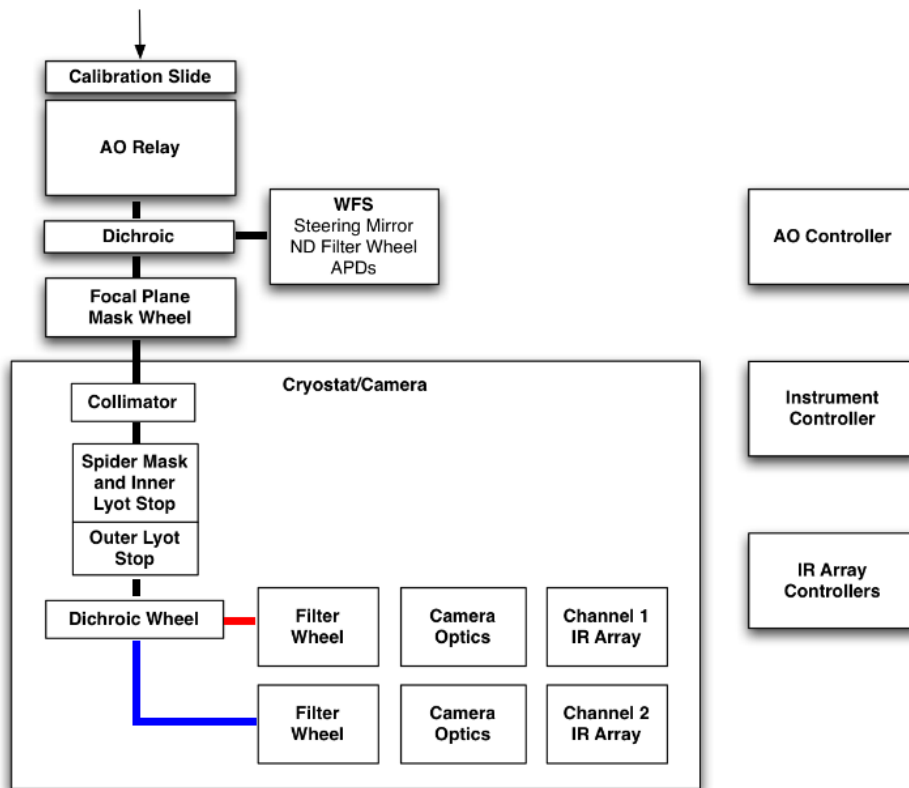 Calibration Slide
AO Relay
Dichroic
WFS
Steering Mirror
ND Filter Wheel
APDs
AO Controller
Focal Plane
Mask Wheel
Cryostat/Camera
Collimator
Instrument
Controller
Spider Mask
and Inner
Lyot Stop
Outer Lyot
Stop
IR Array
Controllers
Dichroic Wheel
Filter
Wheel
Camera
Optics
Channel 1
IR Array
Filter
Wheel
Camera
Optics
Channel 2
IR Array